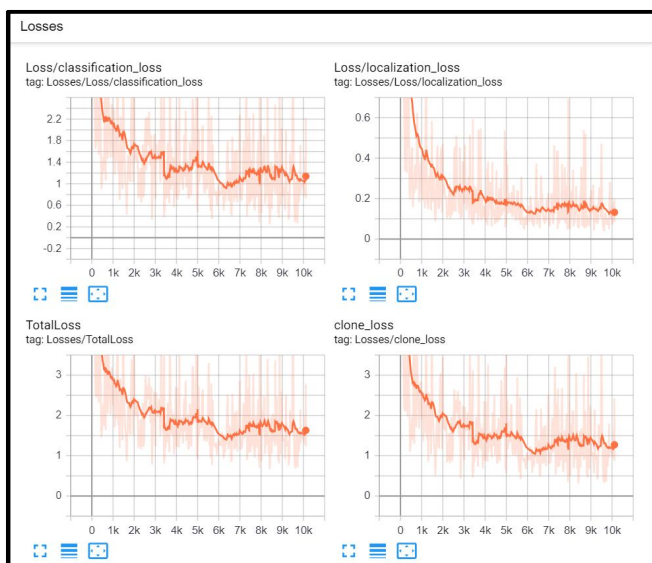 Losses
Loss/classification_loss
tag: Losses/Loss/classification_loss
2.2
1.8
1.4
1
0.6
0.2
-0.2
0 1k 2k 3k 4k 5k 6k 7k 8k 9k 10k
Loss/localization_loss
tag: Losses/Loss/localization_loss
0.6
0.4
0.2
0
0 1k 2k 3k 4k 5k 6k 7k 8k 9k 10k
TotalLoss
tag: Losses/TotalLoss
3
2
1
0
0 1k 2k 3k 4k 5k 6k 7k 8k 9k 10k
clone_loss
tag: Losses/clone_loss
3
2
1
0
0 1k 2k 3k 4k 5k 6k 7k 8k 9k 10k